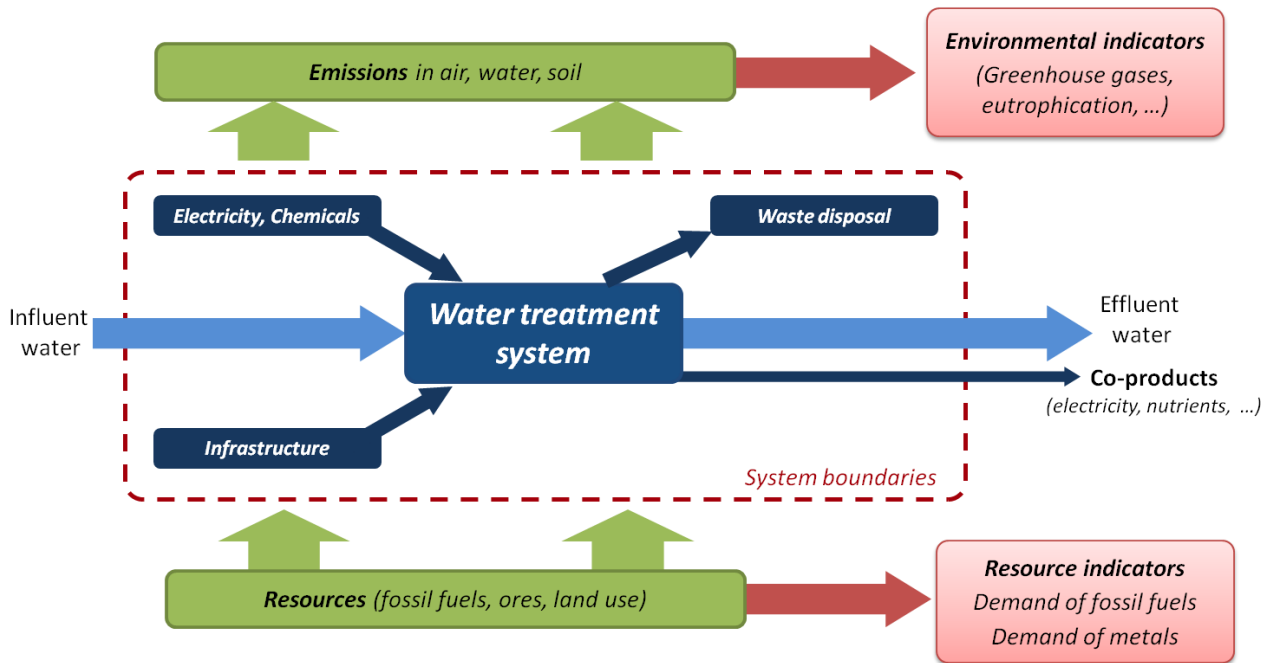 Emissions in air, water, soil
Environmental indicators
(Greenhouse gases,
eutrophication, ...)
Electricity, Chemicals
Waste disposal
Influent
water
Water treatment
system
Effluent
water
Co-products
(electricity, nutrients, ...)
Infrastructure
System boundaries
Resources (fossil fuels, ores, land use)
Resource indicators
Demand of fossil fuels
Demand of metals